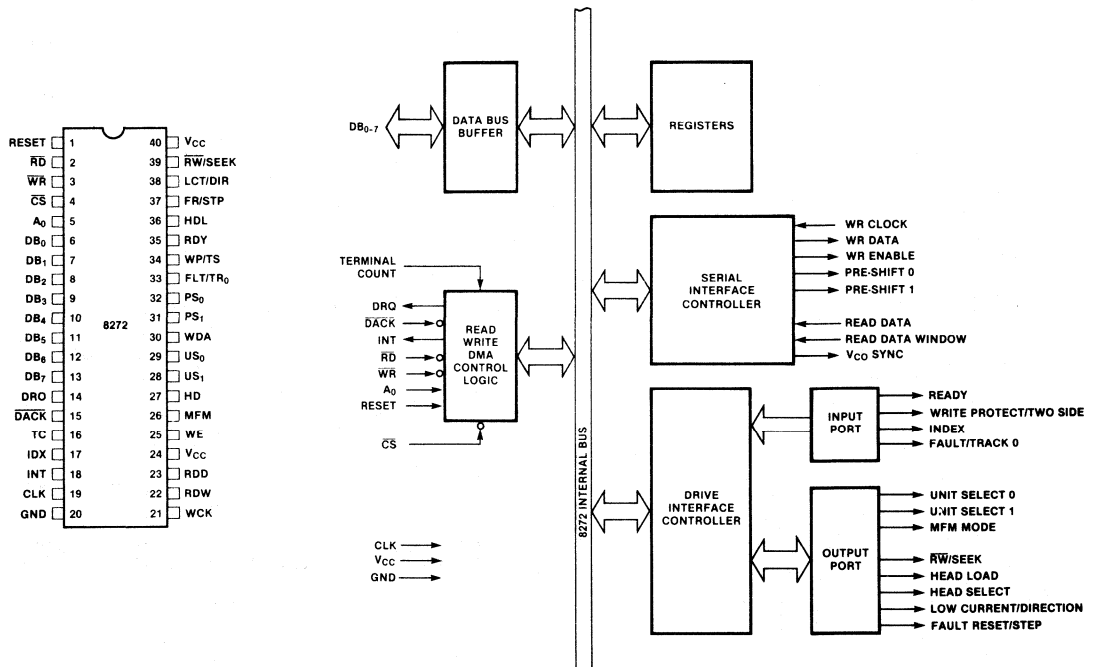 RESET 1 40 VCC
RD 2 39 RW/SEEK
WR 3 38 LCT/DIR
CS 4 37 FR/STP
A0 5 36 HDL
DB0 6 35 RDY
DB1 7 34 WP/TS
DB2 8 33 FLT/TR0
DB3 9 32 PS0
DB4 10 31 PS1
8272
DB5 11 30 WDA
DB6 12 29 US0
DB7 13 28 US1
DRO 14 27 HD
DACK 15 26 MFM
TC 16 25 WE
IDX 17 24 VCC
INT 18 23 RDD
CLK 19 22 RDW
GND 20 21 WCK
DB0-7
DATA BUS
BUFFER
REGISTERS
TERMINAL
COUNT
DRQ
DACK
INT
RD
WR
A0
RESET
CS
READ
WRITE
DMA
CONTROL
LOGIC
CLK
VCC
GND
8272 INTERNAL BUS
SERIAL
INTERFACE
CONTROLLER
WR CLOCK
WR DATA
WR ENABLE
PRE-SHIFT 0
PRE-SHIFT 1
READ DATA
READ DATA WINDOW
VCO SYNC
DRIVE
INTERFACE
CONTROLLER
INPUT
PORT
READY
WRITE PROTECT/TWO SIDE
INDEX
FAULT/TRACK 0
OUTPUT
PORT
UNIT SELECT 0
UNIT SELECT 1
MFM MODE
RW/SEEK
HEAD LOAD
HEAD SELECT
LOW CURRENT/DIRECTION
FAULT RESET/STEP